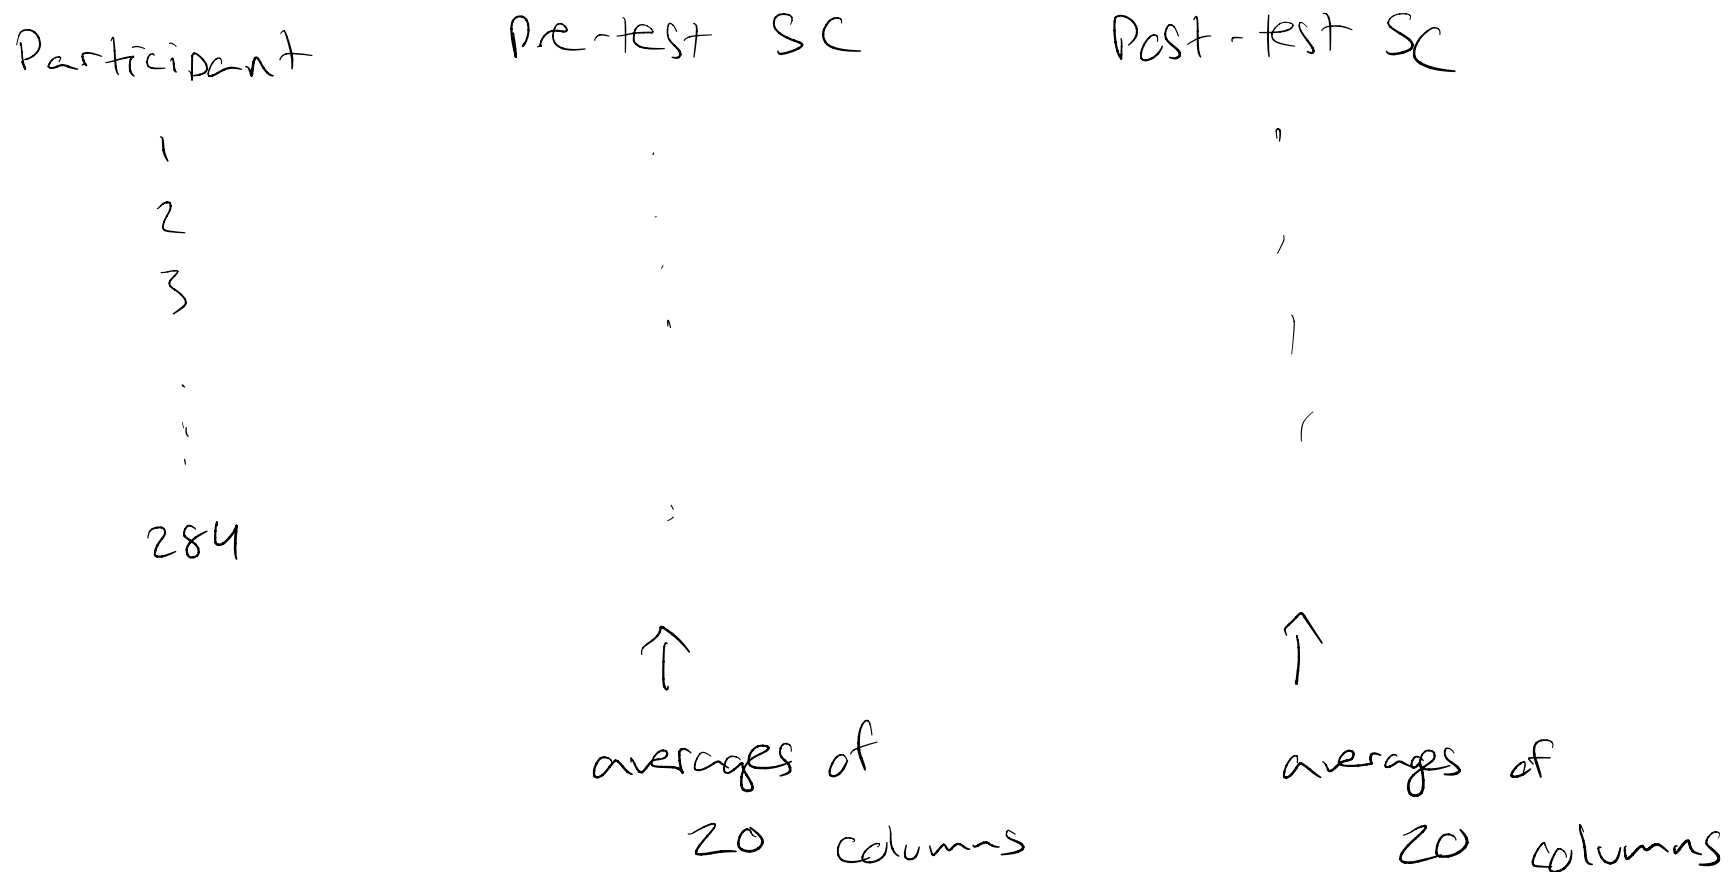 Participant Pre-test SC Post-test SC
1
2
3
284
averages of averages of
20 columns 20 columns